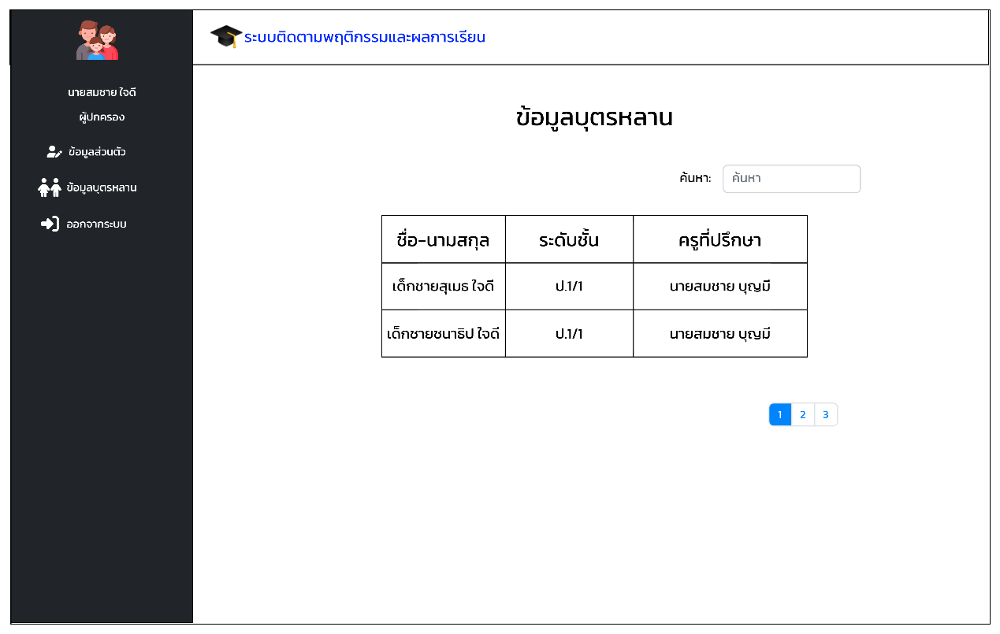 ระบบติดตามพฤติกรรมและผลการเรียน
นายสมชาย ใจดี
ผู้ปกครอง
ข้อมูลส่วนตัว
ข้อมูลบุตรหลาน
ออกจากระบบ
ข้อมูลบุตรหลาน
ค้นหา: ค้นหา
ชื่อ-นามสกุล ระดับชั้น ครูที่ปรึกษา
เด็กชายสุเมธ ใจดี ป.1/1 นายสมชาย บุญมี
เด็กชายชนาธิป ใจดี ป.1/1 นายสมชาย บุญมี
1 2 3